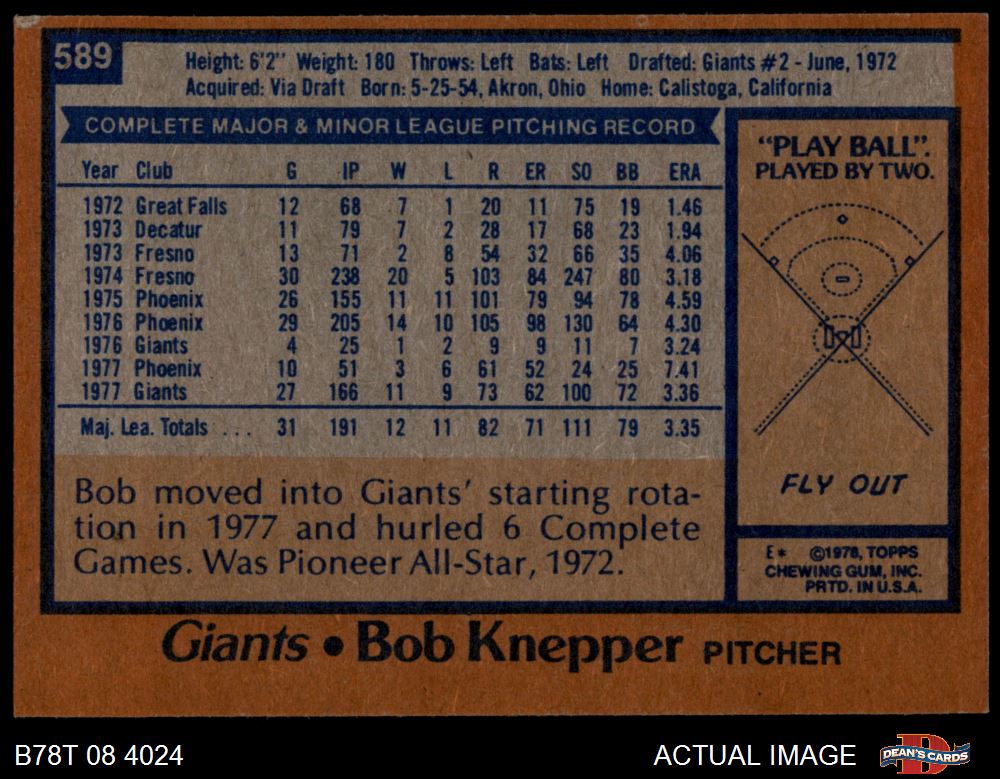 589
Height: 6'2" Weight: 180 Throws: Left Bats: Left Drafted: Giants #2 - June, 1972
Acquired: Via Draft Born: 5-25-54, Akron, Ohio Home: Calistoga, California
COMPLETE MAJOR & MINOR LEAGUE PITCHING RECORD
Year Club G IP W L R ER SO BB ERA
1972 Great Falls 12 68 7 1 20 11 75 19 1.46
1973 Decatur 11 79 7 2 28 17 68 23 1.94
1973 Fresno 13 71 2 8 54 32 66 35 4.06
1974 Fresno 30 238 20 5 103 84 247 80 3.18
1975 Phoenix 26 155 11 11 101 79 94 78 4.59
1976 Phoenix 29 205 14 10 105 98 130 64 4.30
1976 Giants 4 25 1 2 9 9 11 7 3.24
1977 Phoenix 10 51 3 6 61 52 24 25 7.41
1977 Giants 27 166 11 9 73 62 100 72 3.36
Maj. Lea. Totals ... 31 191 12 11 82 71 111 79 3.35
Bob moved into Giants' starting rota-
tion in 1977 and hurled 6 Complete
Games. Was Pioneer All-Star, 1972.
"PLAY BALL".
PLAYED BY TWO.
FLY OUT
E* ©1978, TOPPS
CHEWING GUM, INC.
PRTD. IN U.S.A.
Giants • Bob Knepper PITCHER
B78T 08 4024
ACTUAL IMAGE
DEAN'S CARDS